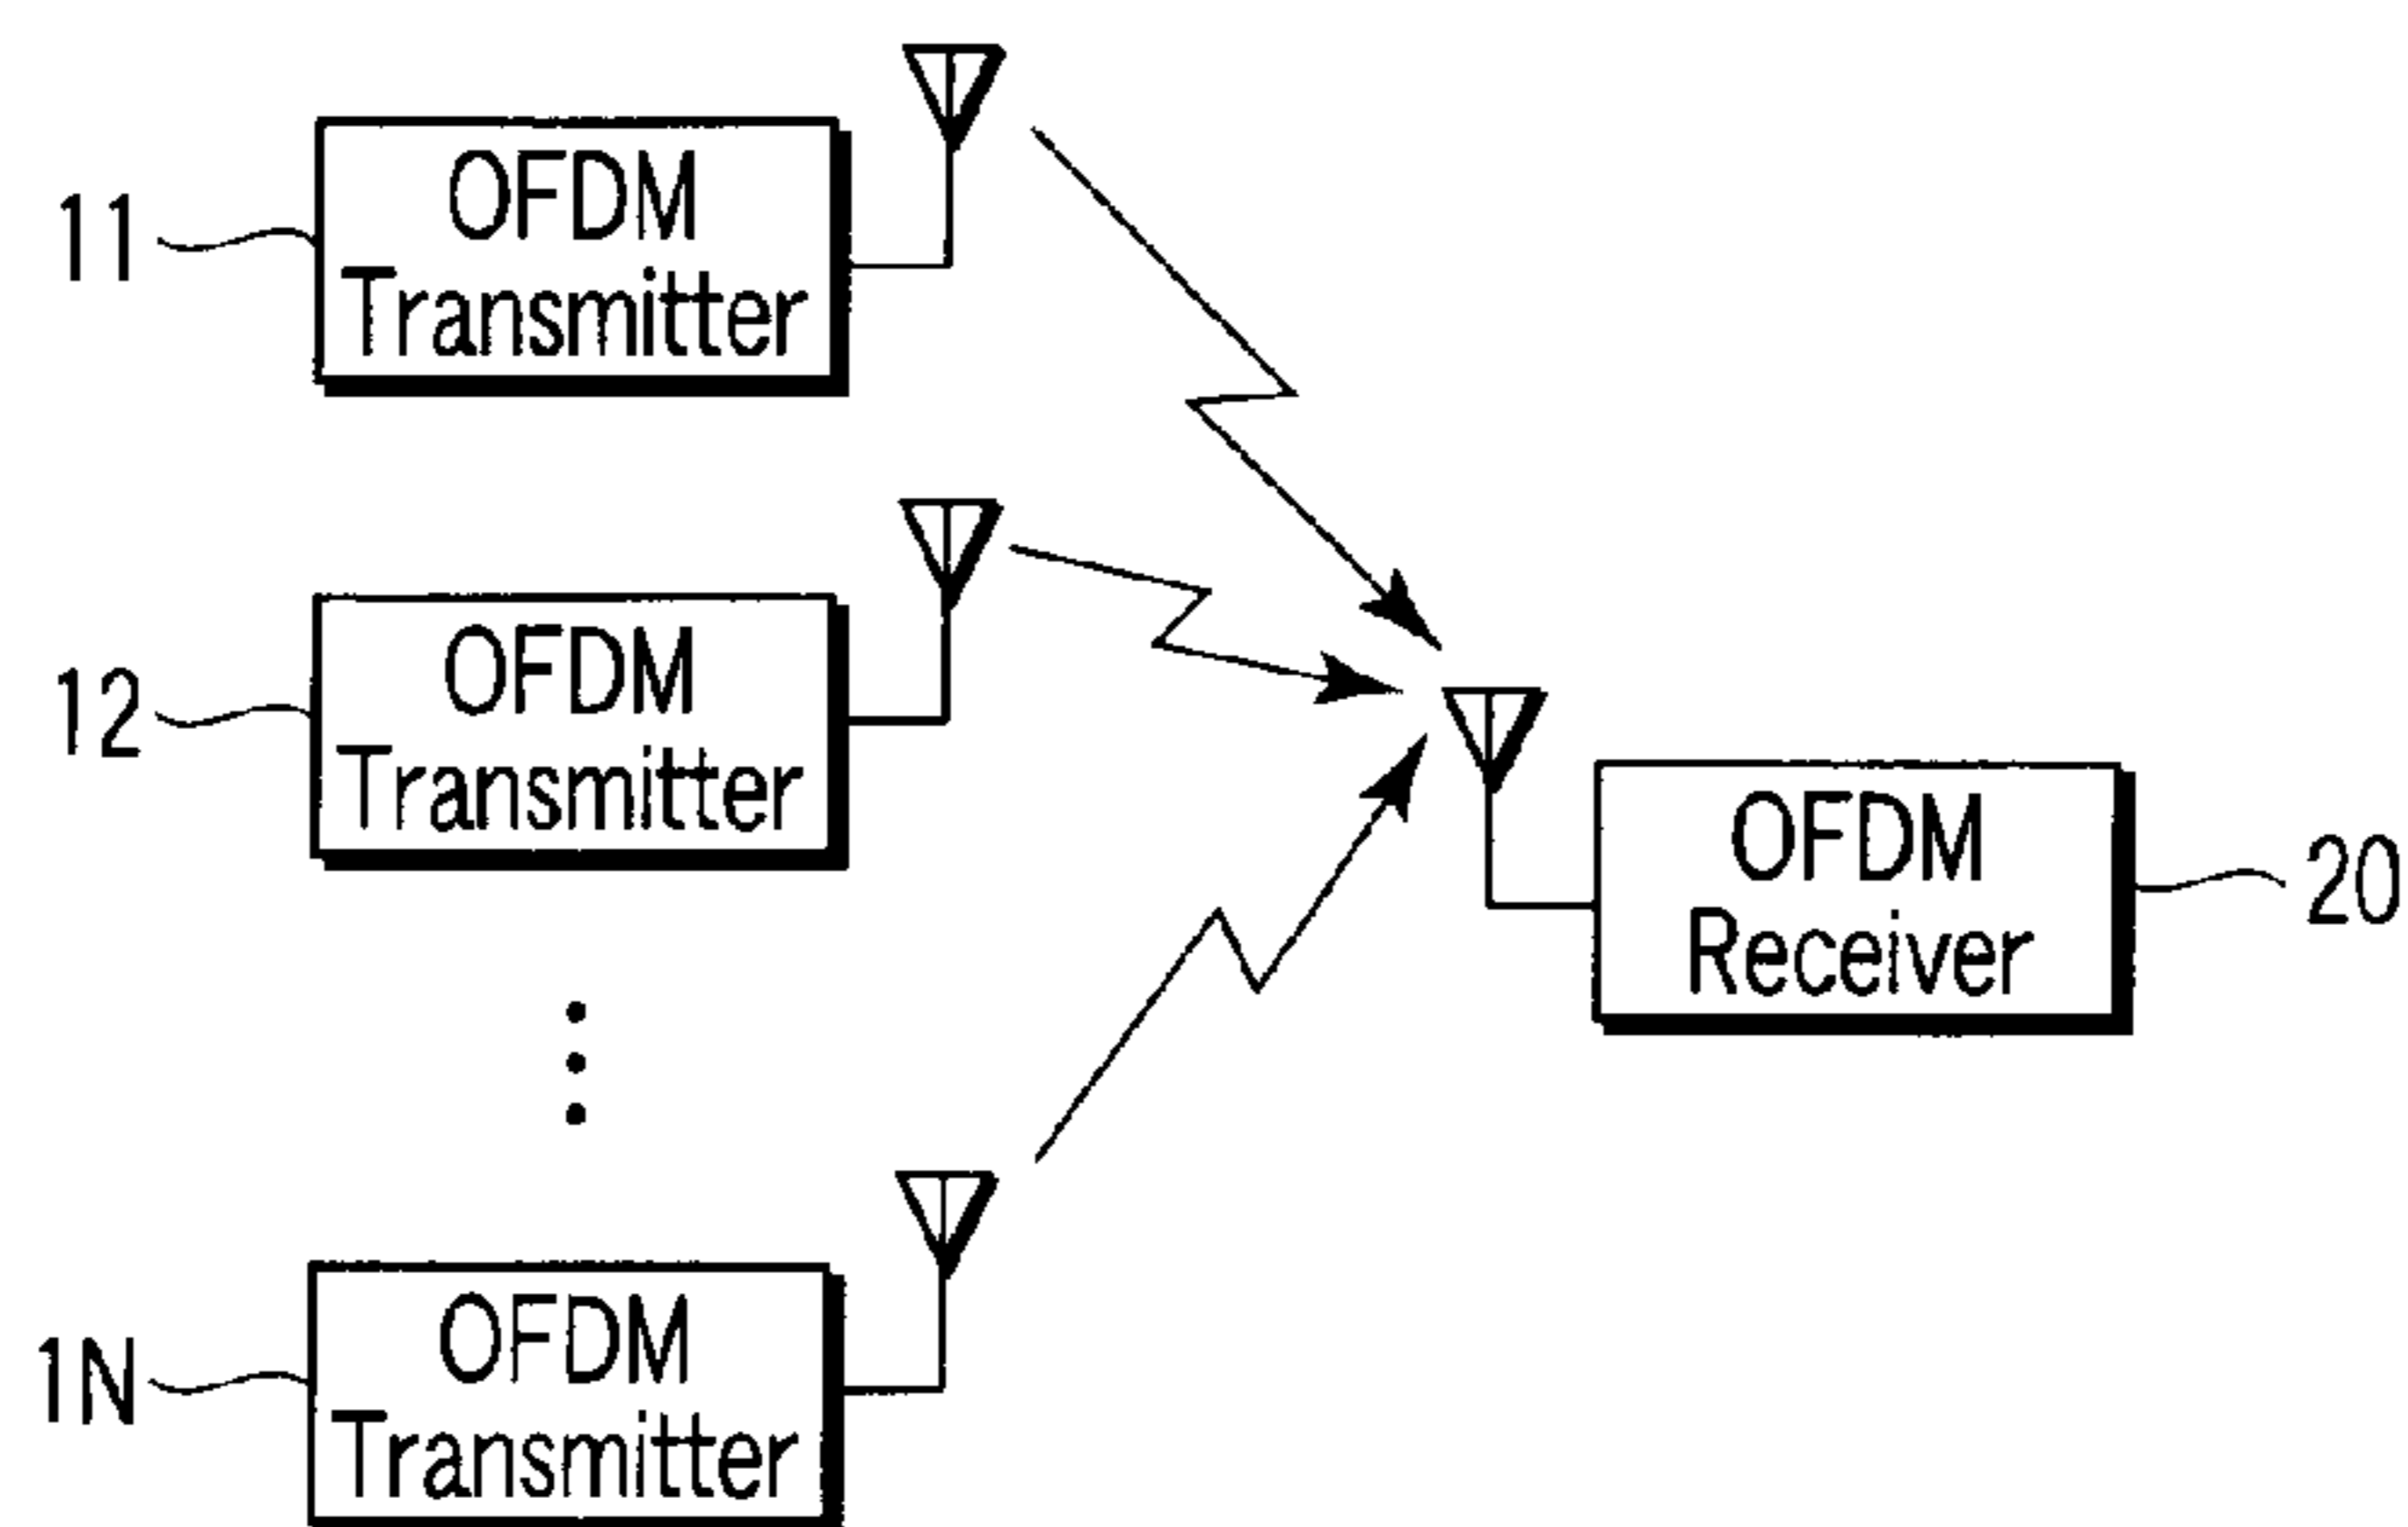 11
OFDM
Transmitter
12
OFDM
Transmitter
OFDM
Receiver
20
1N
OFDM
Transmitter